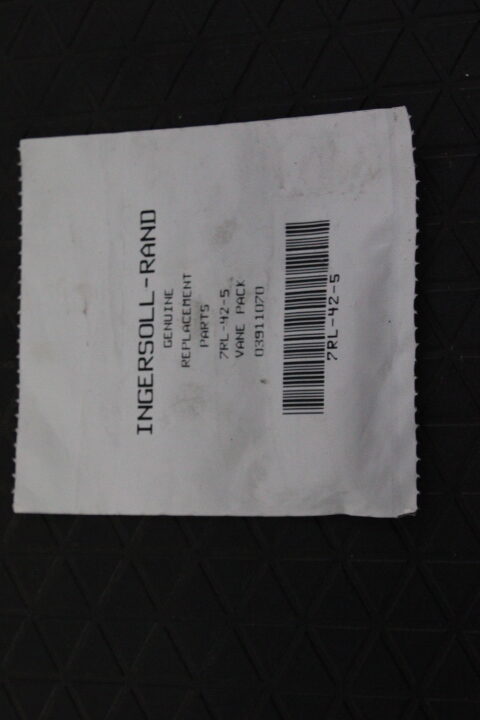 INGERSOLL-RAND
GENUINE
REPLACEMENT
PARTS
7RL-42-5
VANE PACK
03911070
7RL-42-5